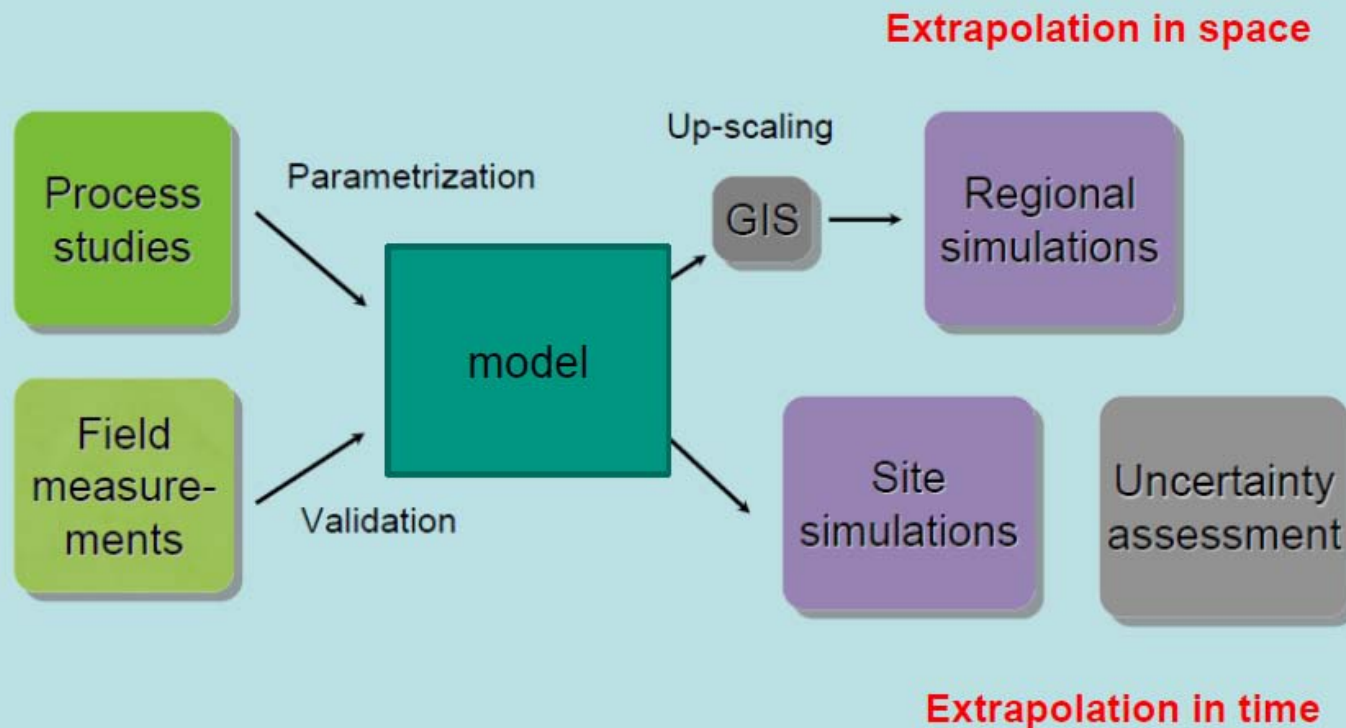 Extrapolation in space
Process
studies
Parametrization
Up-scaling
GIS
Regional
simulations
model
Field
measure-
ments
Validation
Site
simulations
Uncertainty
assessment
Extrapolation in time